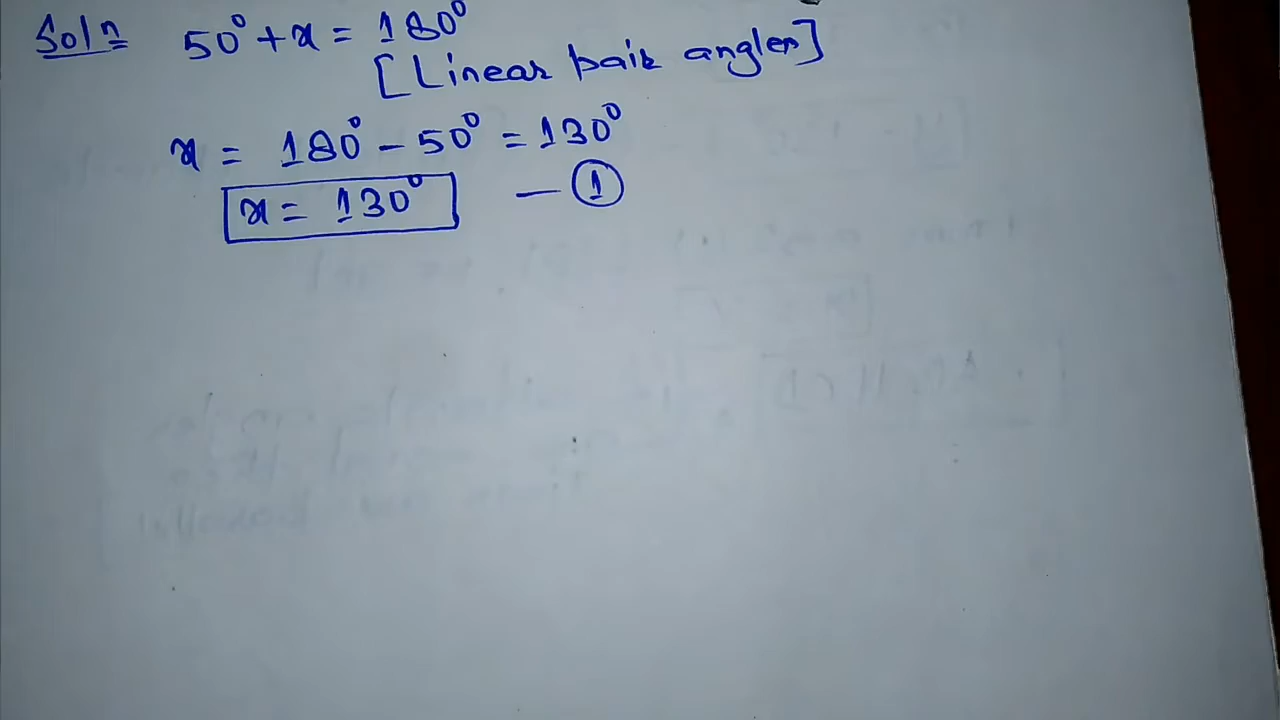 Soln 50° + x = 180°
[Linear pair angles]
x = 180° - 50° = 130°
x = 130° — ①